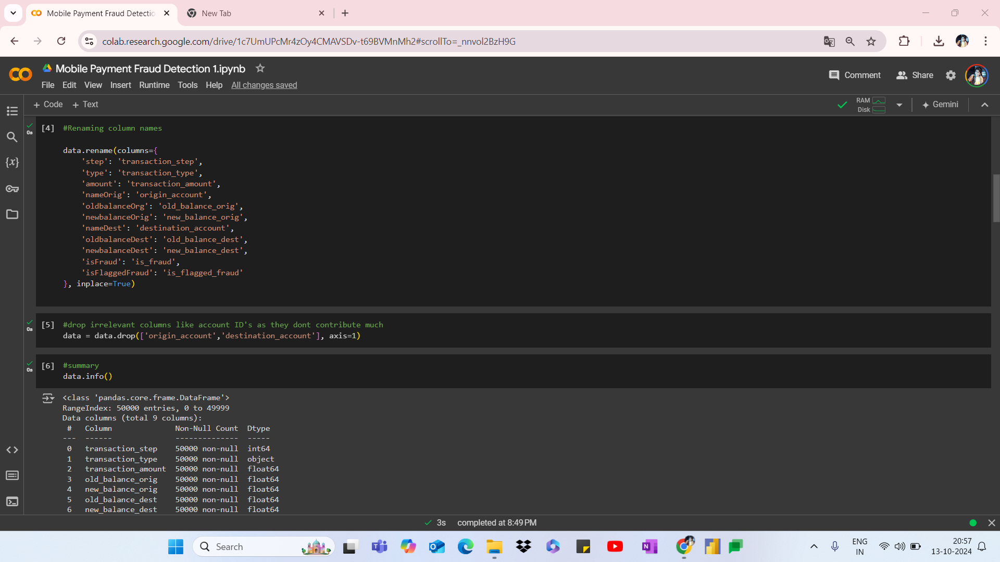 Mobile Payment Fraud Detectio
New Tab
colab.research.google.com/drive/1c7UmUPcMr4zOy4CMAVSDv-t69BVMnMh2#scrollTo=_nnvol2BzH9G
Mobile Payment Fraud Detection 1.ipynb
Comment
Share
File Edit View Insert Runtime Tools Help All changes saved
+ Code + Text
RAM
Disk
Gemini
[4] #Renaming column names
0s
data.rename(columns={
'step': 'transaction_step',
'type': 'transaction_type',
'amount': 'transaction_amount',
'nameOrig': 'origin_account',
'oldbalanceOrg': 'old_balance_orig',
'newbalanceOrig': 'new_balance_orig',
'nameDest': 'destination_account',
'oldbalanceDest': 'old_balance_dest',
'newbalanceDest': 'new_balance_dest',
'isFraud': 'is_fraud',
'isFlaggedFraud': 'is_flagged_fraud'
}, inplace=True)
[5] #drop irrelevant columns like account ID's as they dont contribute much
0s
data = data.drop(['origin_account','destination_account'], axis=1)
[6] #summary
0s
data.info()
<class 'pandas.core.frame.DataFrame'>
RangeIndex: 50000 entries, 0 to 49999
Data columns (total 9 columns):
# Column Non-Null Count Dtype
--- ------ -------------- -----
0 transaction_step 50000 non-null int64
1 transaction_type 50000 non-null object
2 transaction_amount 50000 non-null float64
3 old_balance_orig 50000 non-null float64
4 new_balance_orig 50000 non-null float64
5 old_balance_dest 50000 non-null float64
6 new_balance_dest 50000 non-null float64
3s completed at 8:49 PM
Search
ENG
IN
20:57
13-10-2024